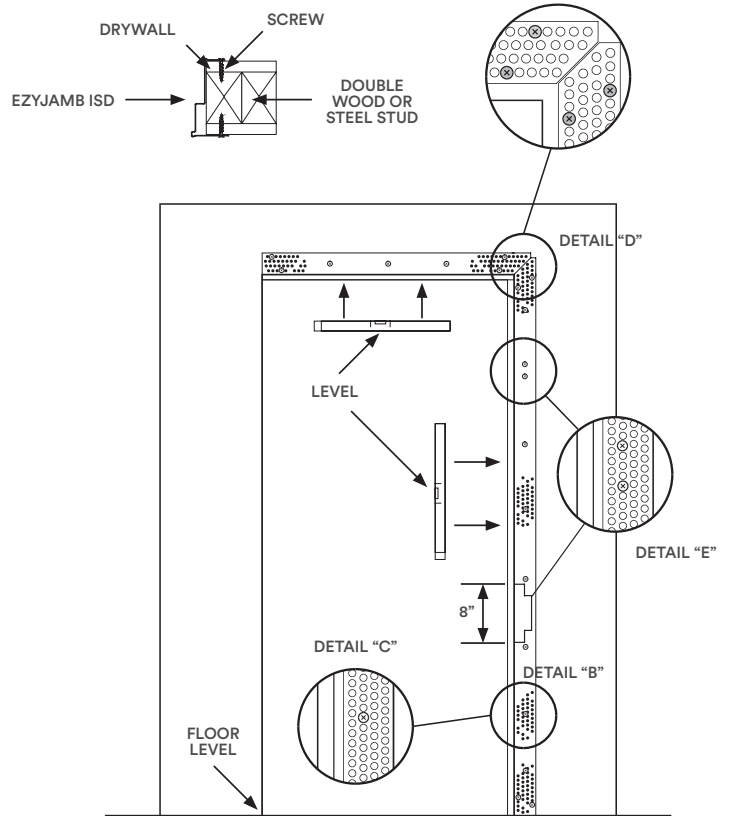 SCREW
DRYWALL
EZYJAMB ISD
DOUBLE
WOOD OR
STEEL STUD
DETAIL “D”
LEVEL
DETAIL “E”
8”
DETAIL “C”
DETAIL “B”
FLOOR
LEVEL